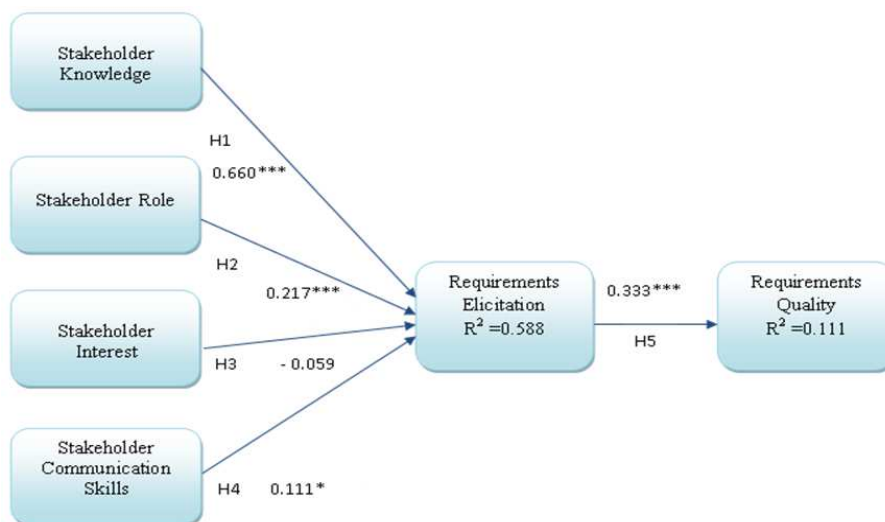 Stakeholder
Knowledge
H1
0.660***
Stakeholder Role
H2
0.217***
Stakeholder
Interest
H3 - 0.059
Stakeholder
Communication
Skills
H4 0.111*
Requirements
Elicitation
R² =0.588
0.333***
H5
Requirements
Quality
R² =0.111